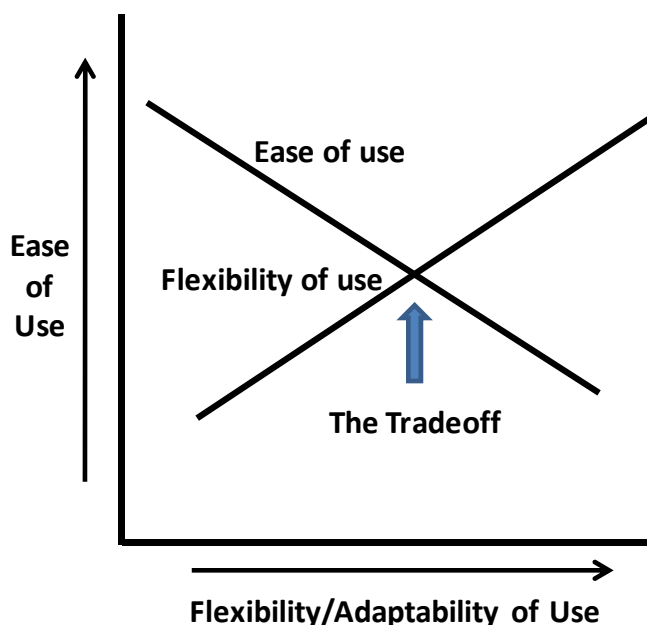 Ease of use
Ease
of
Use
Flexibility of use
The Tradeoff
Flexibility/Adaptability of Use